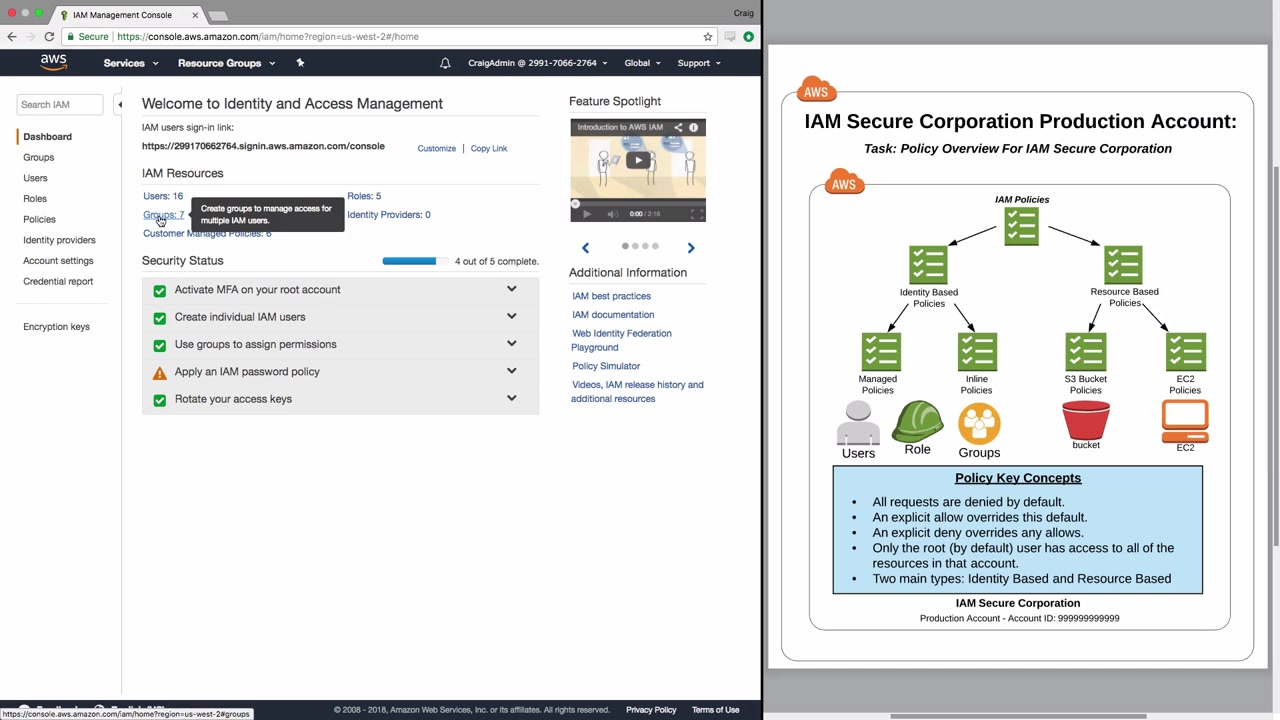 IAM Management Console
Craig
Secure
https://console.aws.amazon.com/iam/home?region=us-west-2#/home
aws
Services
Resource Groups
CraigAdmin @ 2991-7066-2764
Global
Support
Search IAM
Dashboard
Groups
Users
Roles
Policies
Identity providers
Account settings
Credential report
Encryption keys
Welcome to Identity and Access Management
IAM users sign-in link:
https://299170662764.signin.aws.amazon.com/console
Customize | Copy Link
IAM Resources
Users: 16
Roles: 5
Groups: 7
Identity Providers: 0
Create groups to manage access for
multiple IAM users.
Customer Managed Policies: 6
Security Status
4 out of 5 complete.
Activate MFA on your root account
Create individual IAM users
Use groups to assign permissions
Apply an IAM password policy
Rotate your access keys
Feature Spotlight
Introduction to AWS IAM
0:00 / 2:16
Additional Information
IAM best practices
IAM documentation
Web Identity Federation
Playground
Policy Simulator
Videos, IAM release history and
additional resources
https://console.aws.amazon.com/iam/home?region=us-west-2#groups
© 2008 - 2018, Amazon Web Services, Inc. or its affiliates. All rights reserved.
Privacy Policy
Terms of Use
AWS
IAM Secure Corporation Production Account:
Task: Policy Overview For IAM Secure Corporation
AWS
IAM Policies
Identity Based
Policies
Resource Based
Policies
Managed
Policies
Inline
Policies
S3 Bucket
Policies
EC2
Policies
Users
Role
Groups
bucket
EC2
Policy Key Concepts
• All requests are denied by default.
• An explicit allow overrides this default.
• An explicit deny overrides any allows.
• Only the root (by default) user has access to all of the
resources in that account.
• Two main types: Identity Based and Resource Based
IAM Secure Corporation
Production Account - Account ID: 999999999999